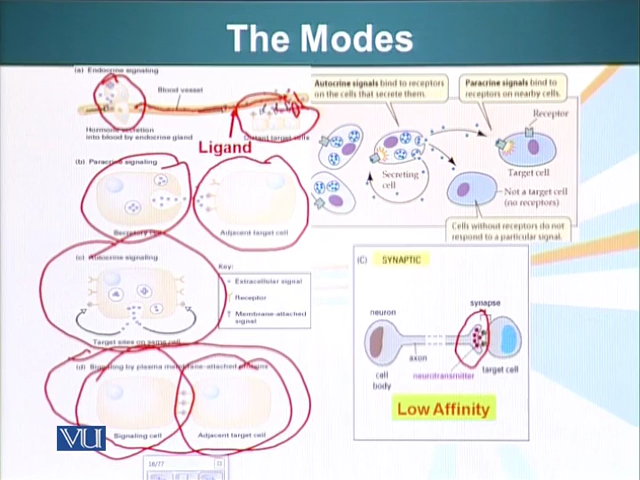 The Modes
(a) Endocrine signaling
Blood vessel
Hormone secretion
into blood by endocrine gland
Distant target cells
Ligand
(b) Paracrine signaling
Secretory cell
Adjacent target cell
(c) Autocrine signaling
Key:
Extracellular signal
Receptor
Membrane-attached
signal
Target sites on same cell
(d) Signaling by plasma membrane-attached proteins
Signaling cell
Adjacent target cell
Autocrine signals bind to receptors
on the cells that secrete them.
Paracrine signals bind to
receptors on nearby cells.
Receptor
Secreting
cell
Target cell
Not a target cell
(no receptors)
Cells without receptors do not
respond to a particular signal.
(C) SYNAPTIC
neuron
synapse
axon
cell
body
neurotransmitter
target cell
Low Affinity
VU
16/77